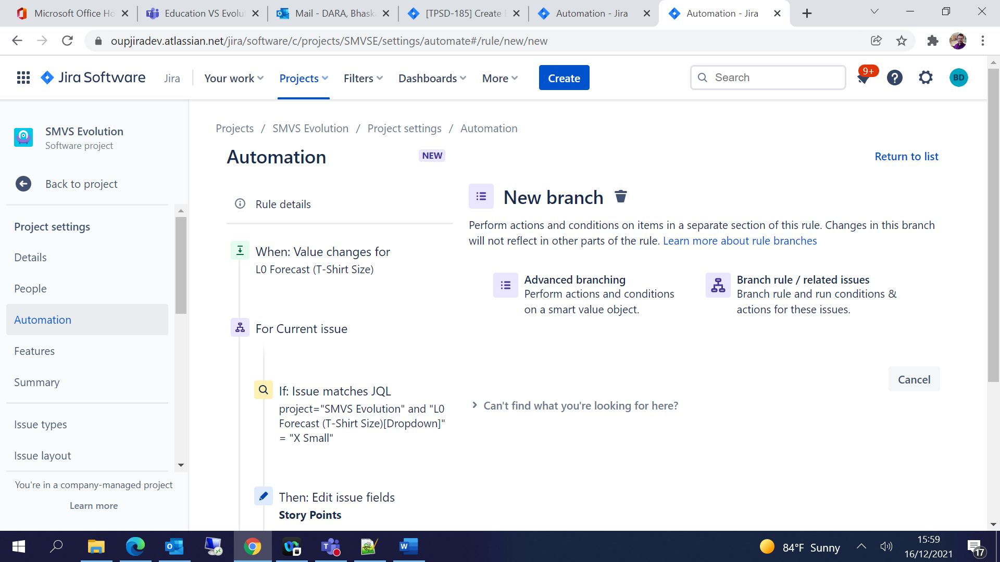 Microsoft Office Ho
Education VS Evolu
Mail - DARA, Bhask
[TPSD-185] Create
Automation - Jira
Automation - Jira
oupjiradev.atlassian.net/jira/software/c/projects/SMVSE/settings/automate#/rule/new/new
Jira Software
Jira
Your work
Projects
Filters
Dashboards
More
Create
Search
9+
BD
SMVS Evolution
Software project
Back to project
Project settings
Details
People
Automation
Features
Summary
Issue types
Issue layout
You're in a company-managed project
Learn more
Projects / SMVS Evolution / Project settings / Automation
Automation
NEW
Return to list
Rule details
When: Value changes for
L0 Forecast (T-Shirt Size)
For Current issue
If: Issue matches JQL
project="SMVS Evolution" and "L0
Forecast (T-Shirt Size)[Dropdown]"
= "X Small"
Then: Edit issue fields
Story Points
New branch
Perform actions and conditions on items in a separate section of this rule. Changes in this branch
will not reflect in other parts of the rule. Learn more about rule branches
Advanced branching
Perform actions and conditions
on a smart value object.
Branch rule / related issues
Branch rule and run conditions &
actions for these issues.
Cancel
Can't find what you're looking for here?
84°F Sunny
15:59
16/12/2021
17